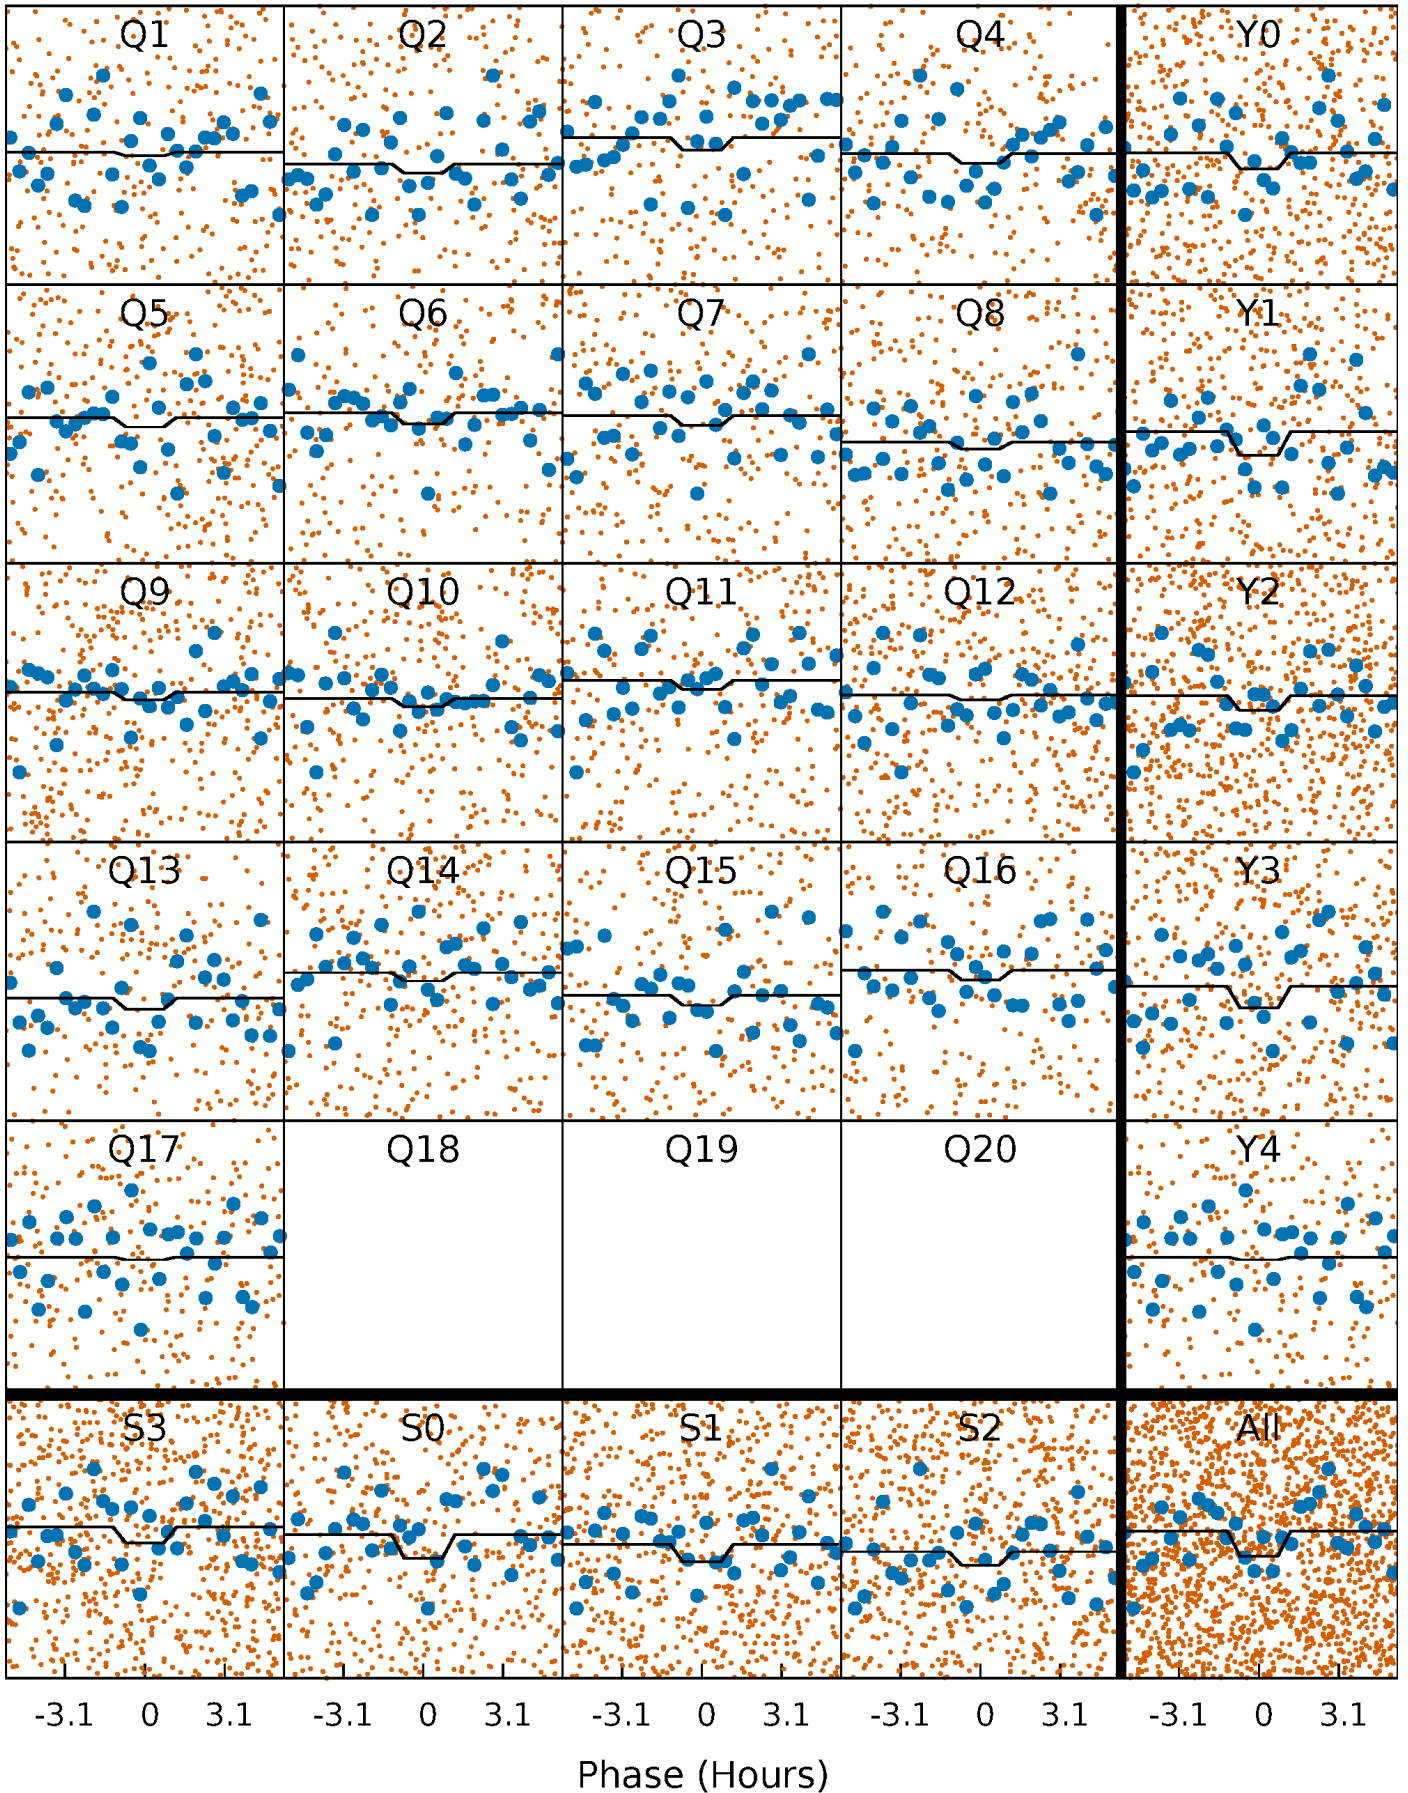 Q1 Q2 Q3 Q4 Y0
Q5 Q6 Q7 Q8 Y1
Q9 Q10 Q11 Q12 Y2
Q13 Q14 Q15 Q16 Y3
Q17 Q18 Q19 Q20 Y4
S3 S0 S1 S2 All
-3.1 0 3.1 -3.1 0 3.1 -3.1 0 3.1 -3.1 0 3.1 -3.1 0 3.1
Phase (Hours)